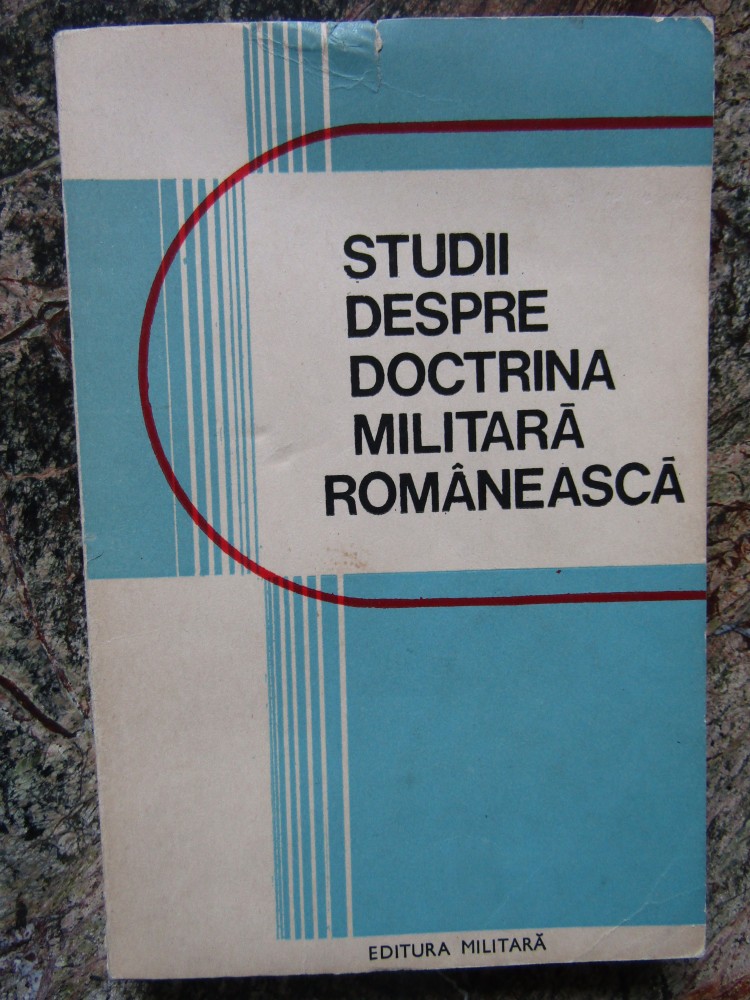 STUDII
DESPRE
DOCTRINA
MILITARĂ
ROMÂNEASCĂ
EDITURA MILITARĂ